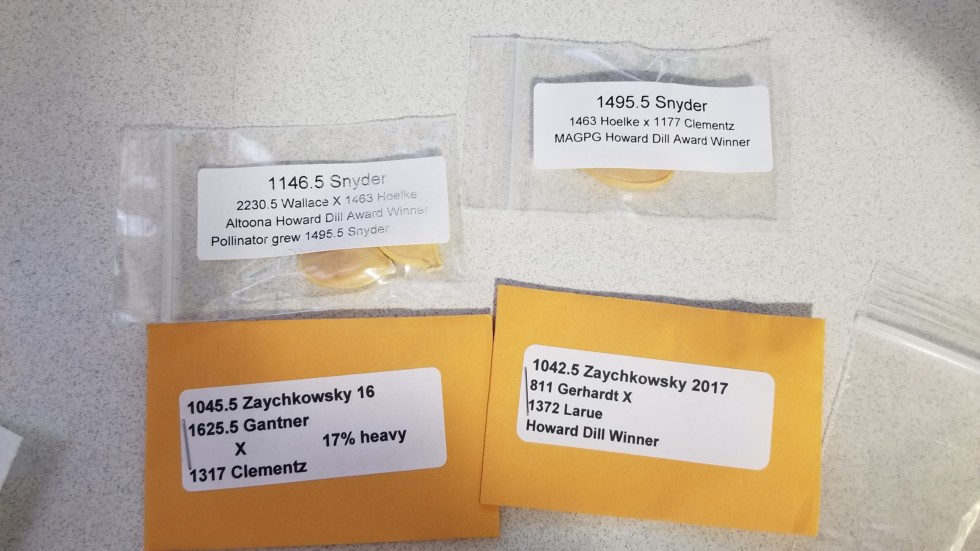 1495.5 Snyder
1463 Hoelke x 1177 Clementz
MAGPG Howard Dill Award Winner
1146.5 Snyder
2230.5 Wallace X 1463 Hoelke
Altoona Howard Dill Award Winner
Pollinator grew 1495.5 Snyder
1045.5 Zaychkowsky 16
1625.5 Gantner
X 17% heavy
1317 Clementz
1042.5 Zaychkowsky 2017
811 Gerhardt X
1372 Larue
Howard Dill Winner